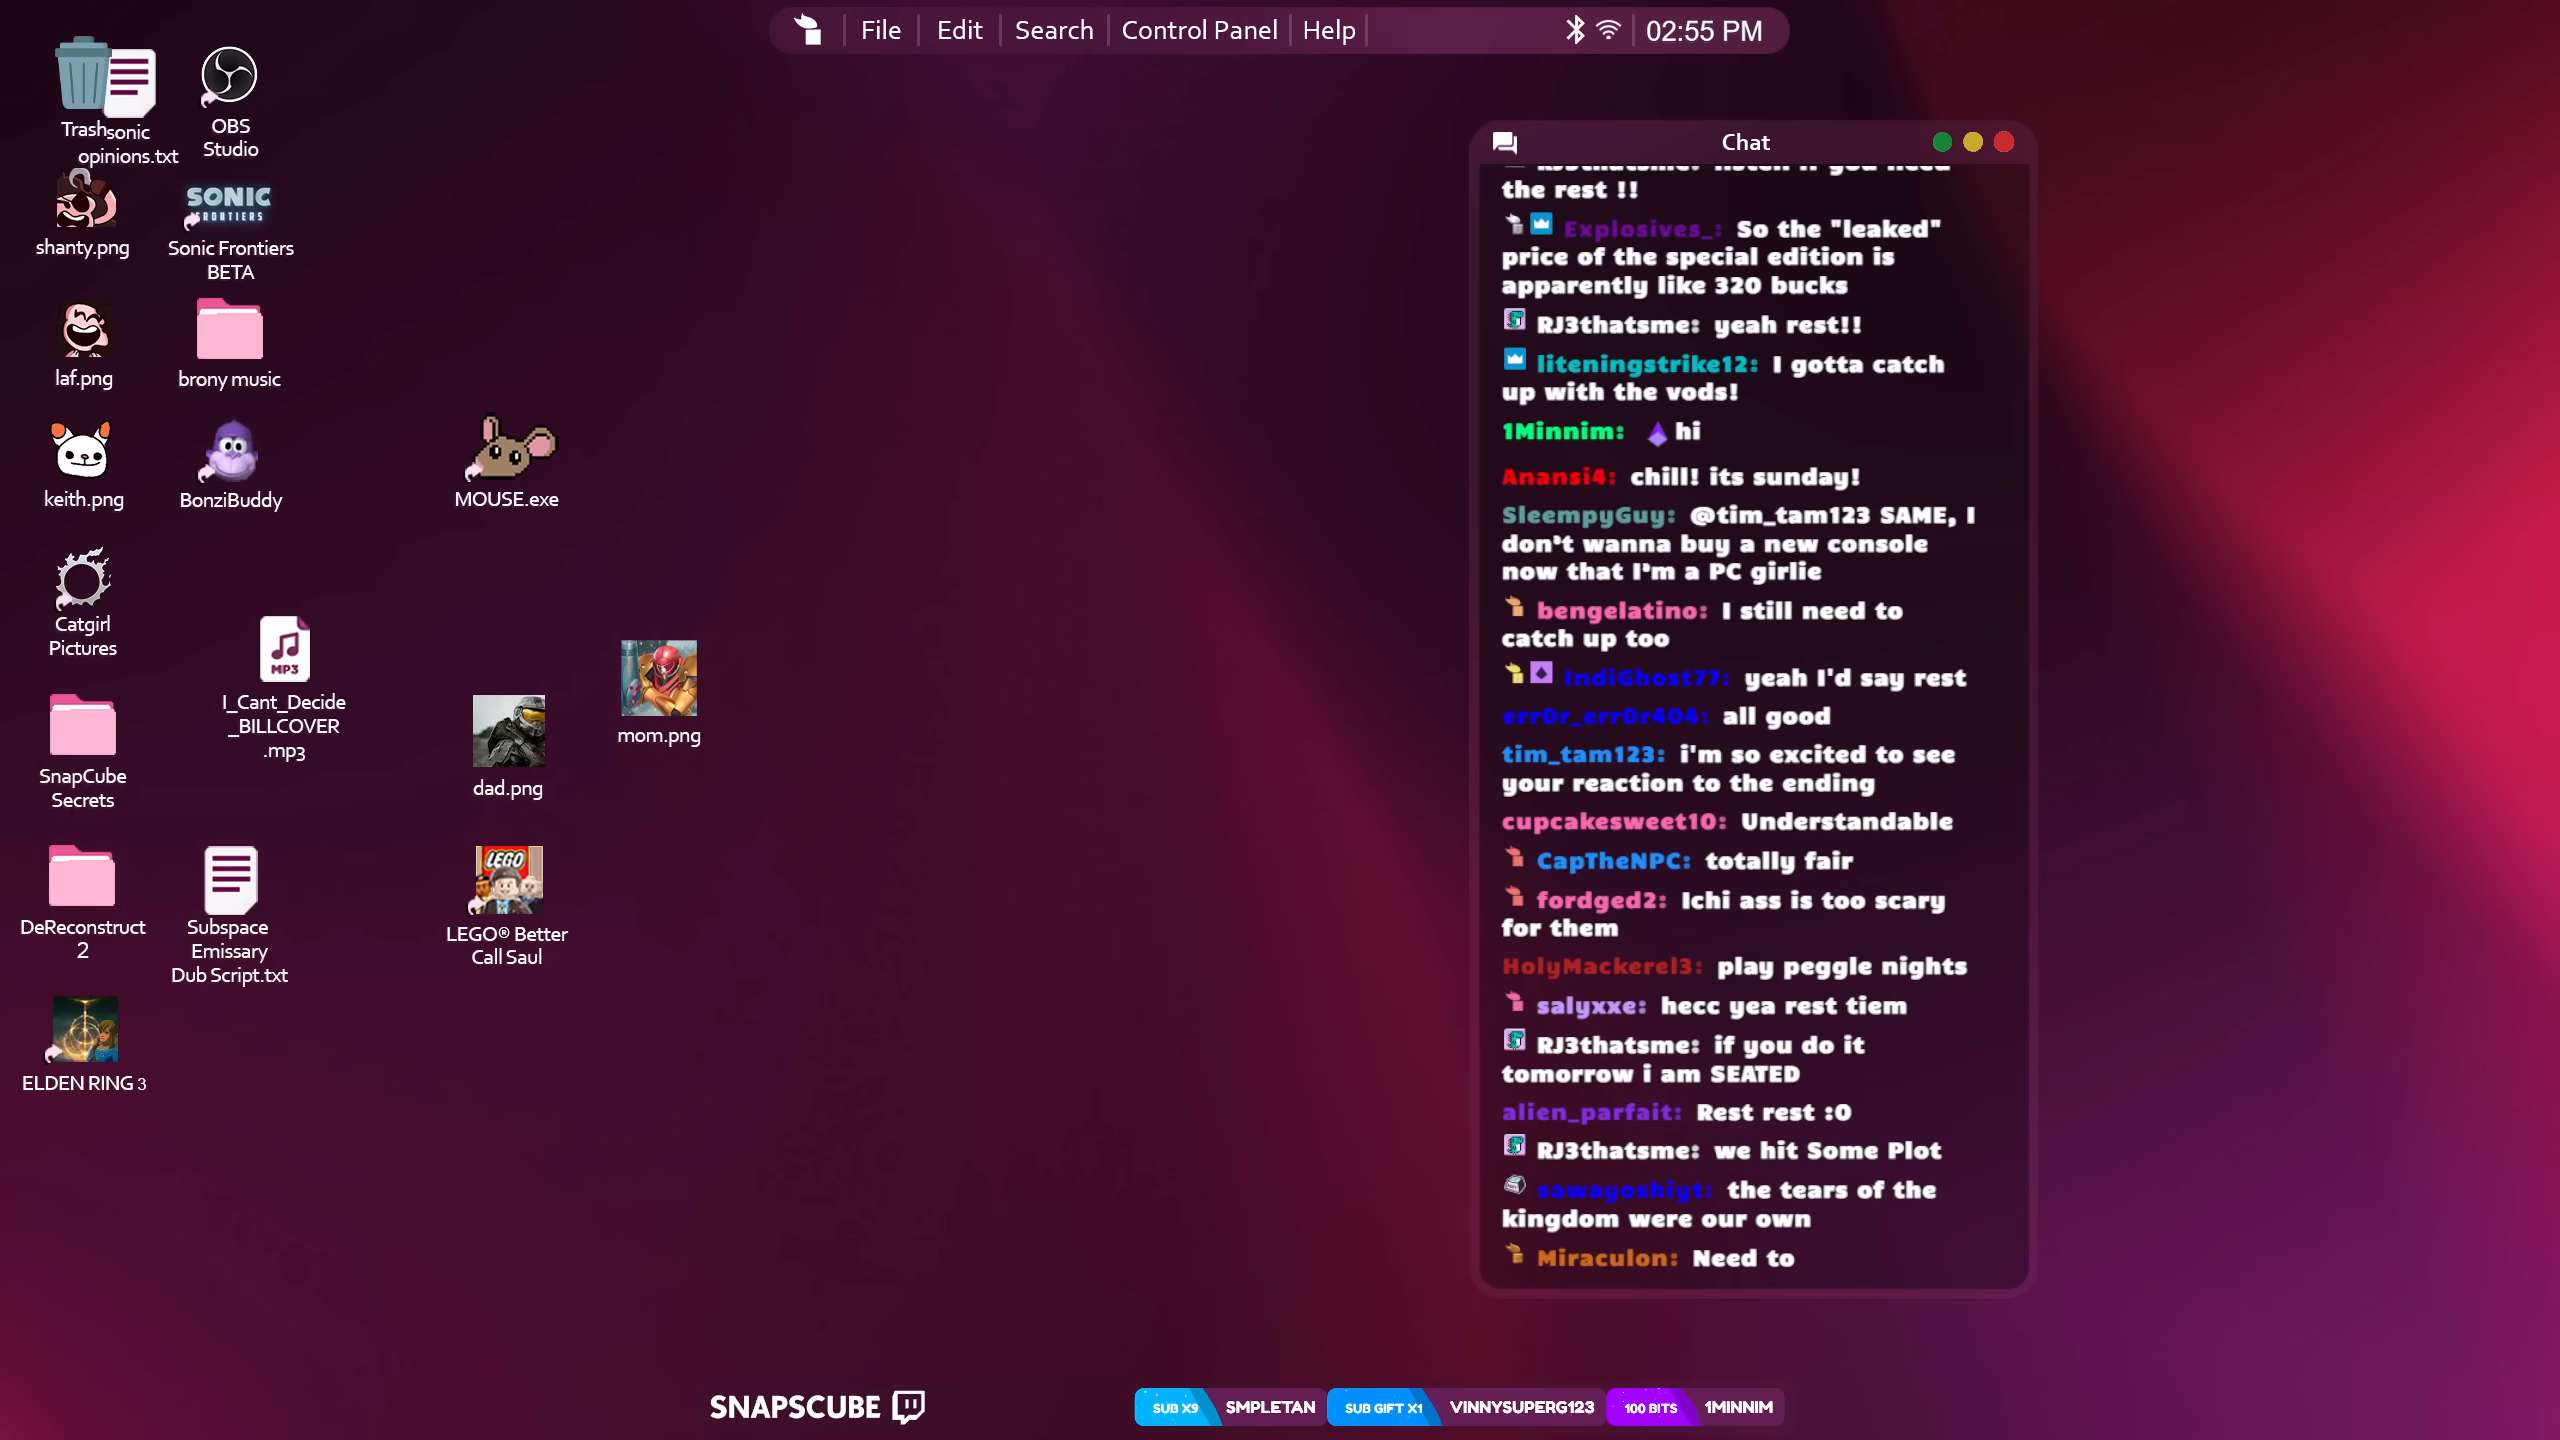 File Edit Search Control Panel Help 02:55 PM
Trash
sonic
opinions.txt
OBS
Studio
shanty.png
SONIC
FRONTIERS
Sonic Frontiers
BETA
laf.png
brony music
keith.png
BonziBuddy
MOUSE.exe
Catgirl
Pictures
MP3
I_Cant_Decide
_BILLCOVER
.mp3
mom.png
dad.png
SnapCube
Secrets
DeReconstruct
2
Subspace
Emissary
Dub Script.txt
LEGO
LEGO® Better
Call Saul
ELDEN RING 3
Chat
RJ3thatsme: listen if you need
the rest !!
Explosives_: So the "leaked"
price of the special edition is
apparently like 320 bucks
RJ3thatsme: yeah rest!!
liteningstrike12: I gotta catch
up with the vods!
1Minnim: hi
Anansi4: chill! its sunday!
SleempyGuy: @tim_tam123 SAME, I
don't wanna buy a new console
now that I'm a PC girlie
bengelatino: I still need to
catch up too
IndiGhost77: yeah I'd say rest
err0r_err0r404: all good
tim_tam123: i'm so excited to see
your reaction to the ending
cupcakesweet10: Understandable
CapTheNPC: totally fair
fordged2: Ichi ass is too scary
for them
HolyMackerel3: play peggle nights
salyxxe: hecc yea rest tiem
RJ3thatsme: if you do it
tomorrow i am SEATED
alien_parfait: Rest rest :O
RJ3thatsme: we hit Some Plot
sawayoshiyt: the tears of the
kingdom were our own
Miraculon: Need to
SNAPSCUBE
SUB X9 SMPLETAN SUB GIFT X1 VINNYSUPERG123 100 BITS 1MINNIM